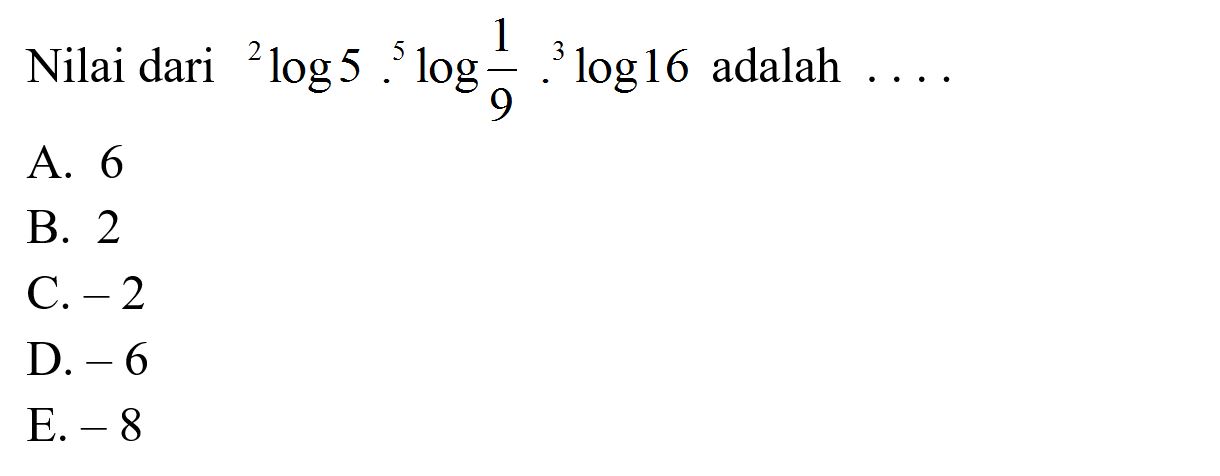 Nilai dari ²log 5 .⁵log 1/9 .³log 16 adalah . . . .
A. 6
B. 2
C. – 2
D. – 6
E. – 8